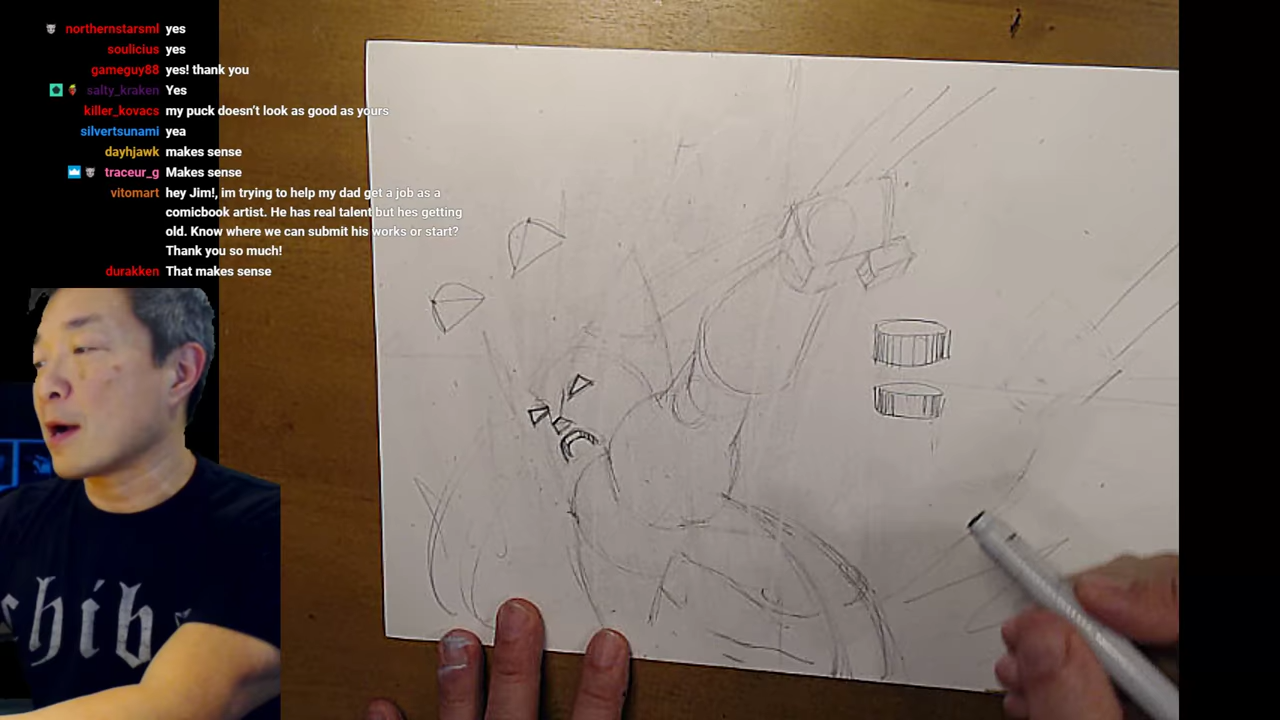 northernstarsml yes
soulicius yes
gameguy88 yes! thank you
salty_kraken Yes
killer_kovacs my puck doesn't look as good as yours
silvertsunami yea
dayhjawk makes sense
traceur_g Makes sense
vitomart hey Jim!, im trying to help my dad get a job as a
comicbook artist. He has real talent but hes getting
old. Know where we can submit his works or start?
Thank you so much!
durakken That makes sense